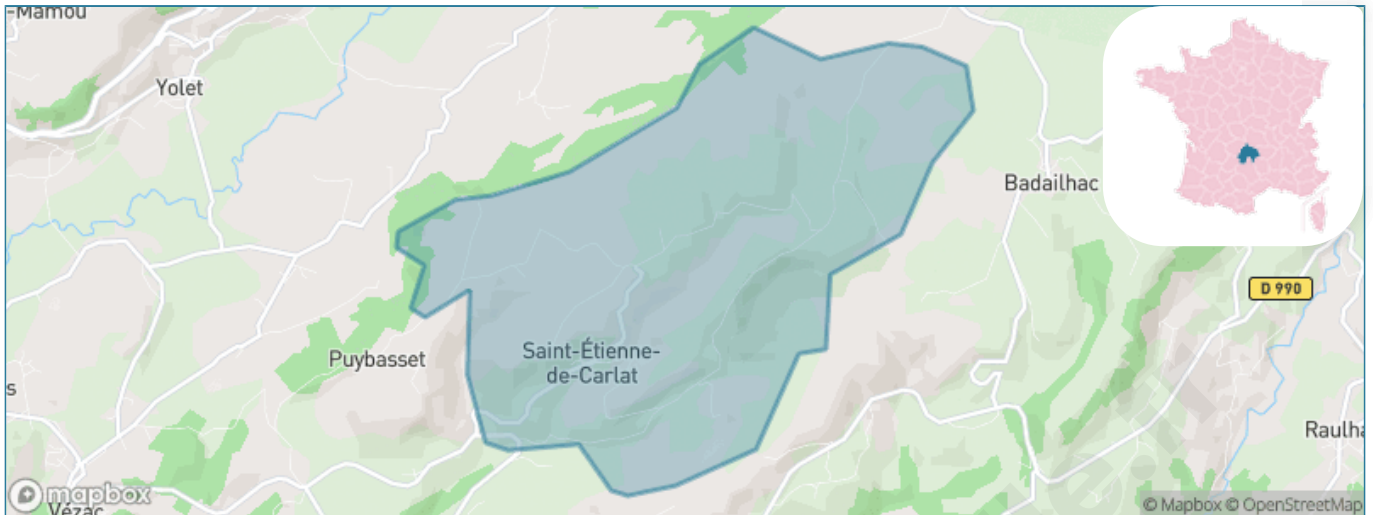 -Mamou
Yolet
Badailhac
D 990
Puybasset
Saint-Étienne-
de-Carlat
s
Raulha
mapbox
Vézac
© Mapbox © OpenStreetMap